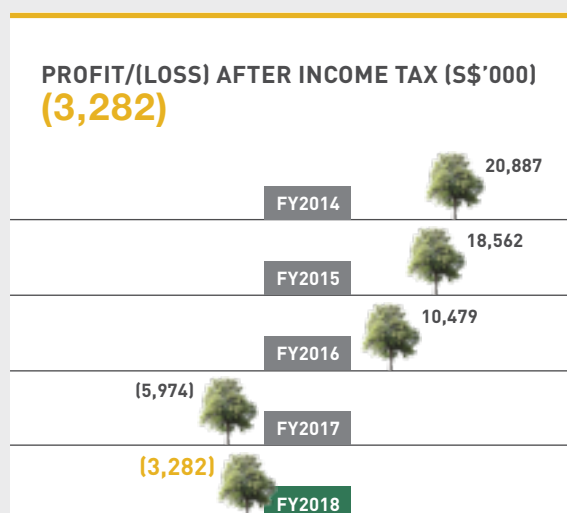 PROFIT/(LOSS) AFTER INCOME TAX (S$'000)
(3,282)
20,887
FY2014
18,562
FY2015
10,479
FY2016
(5,974)
FY2017
(3,282)
FY2018